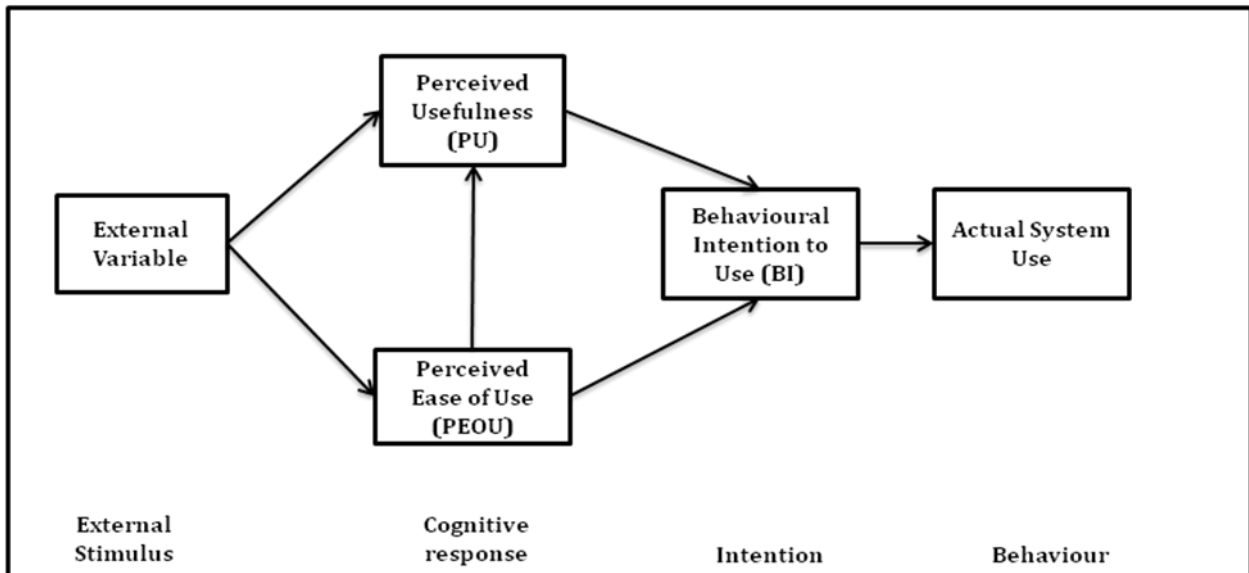 Perceived
Usefulness
(PU)
External
Variable
Behavioural
Intention to
Use (BI)
Actual System
Use
Perceived
Ease of Use
(PEOU)
External
Stimulus
Cognitive
response
Intention
Behaviour